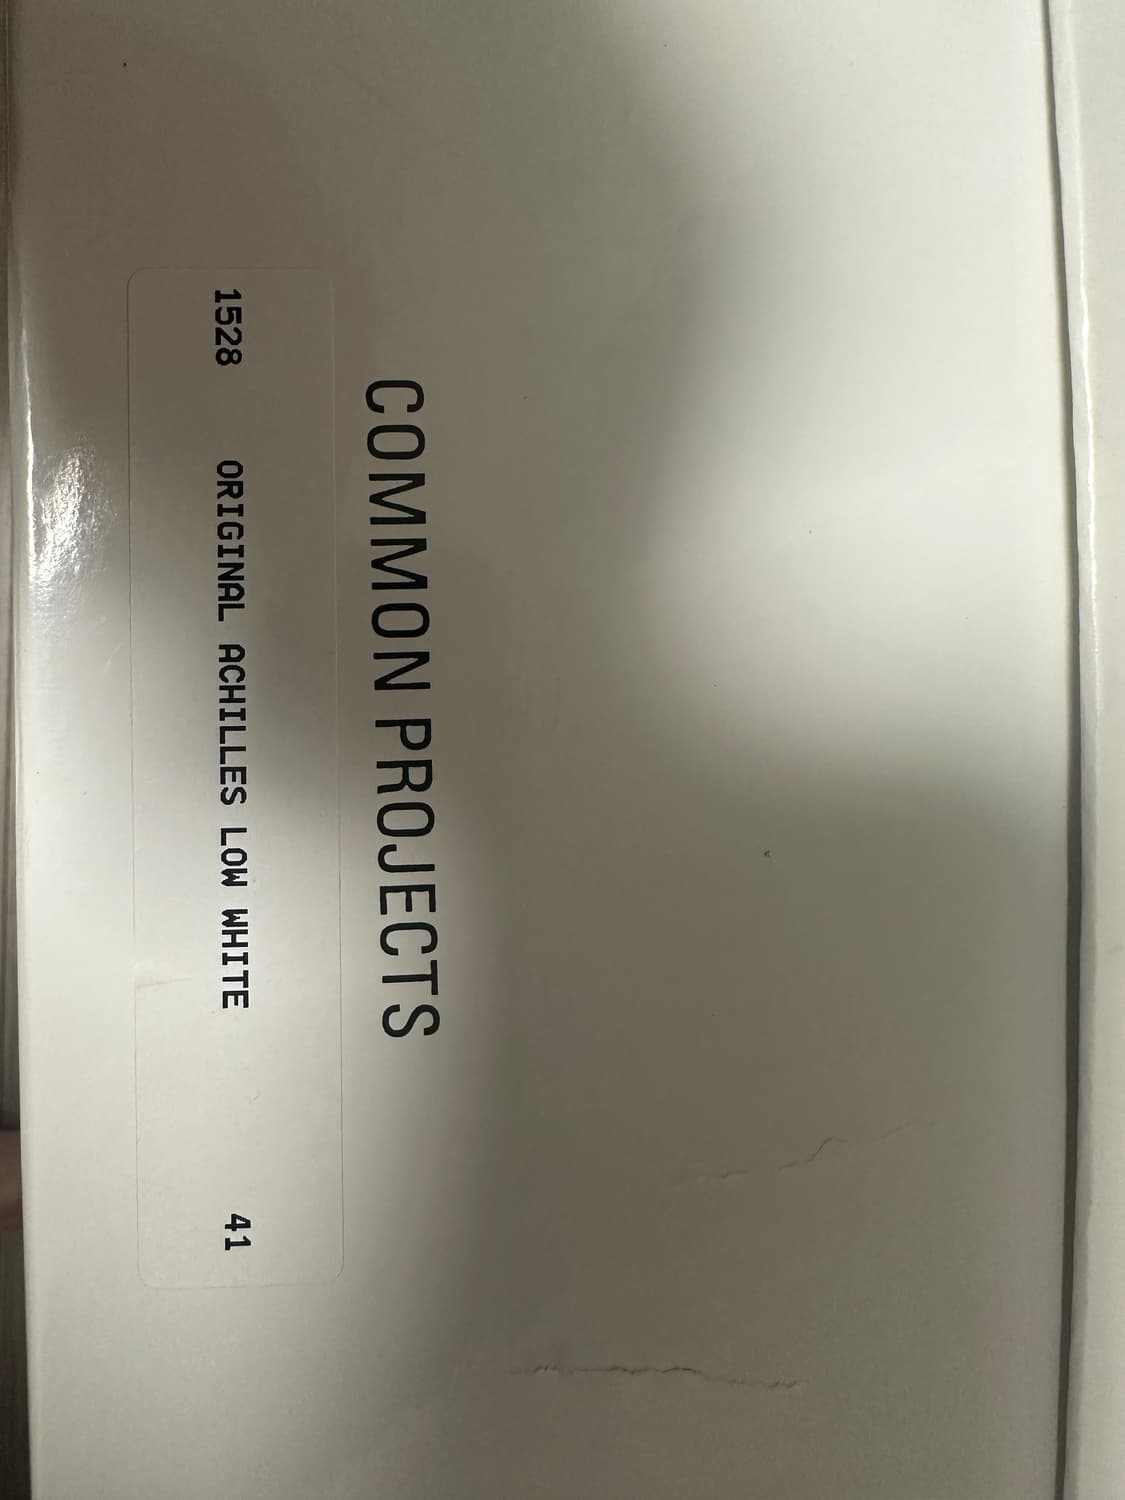 COMMON PROJECTS
1528 ORIGINAL ACHILLES LOW WHITE 41